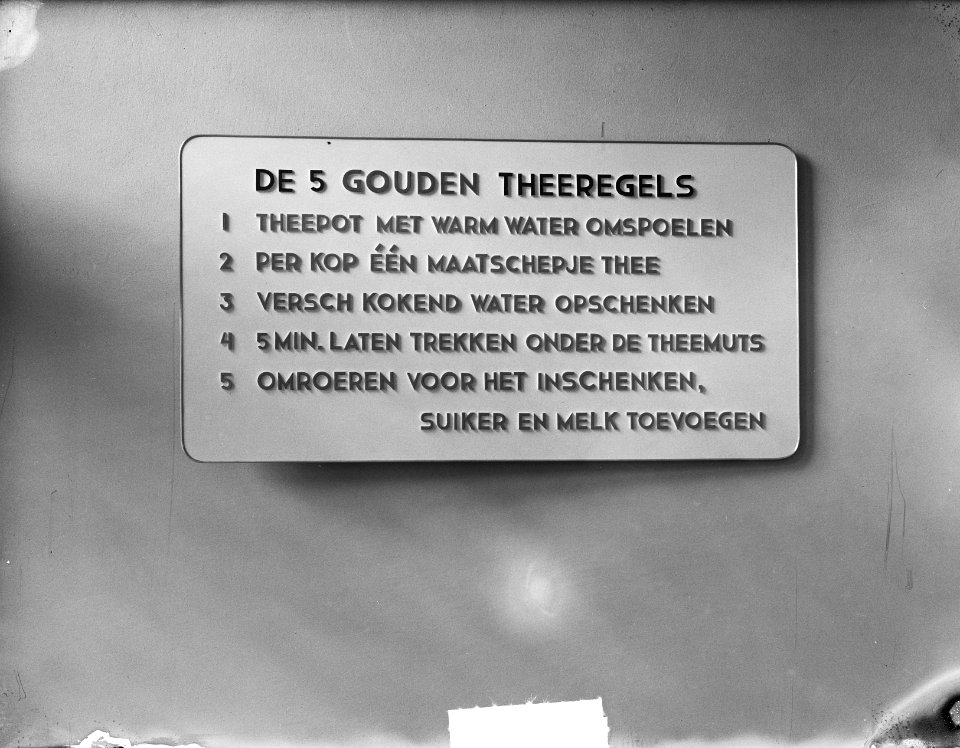 DE 5 GOUDEN THEEREGELS
1 THEEPOT MET WARM WATER OMSPOELEN
2 PER KOP ÉÉN MAATSCHEPJE THEE
3 VERSCH KOKEND WATER OPSCHENKEN
4 5 MIN. LATEN TREKKEN ONDER DE THEEMUTS
5 OMROEREN VOOR HET INSCHENKEN,
SUIKER EN MELK TOEVOEGEN